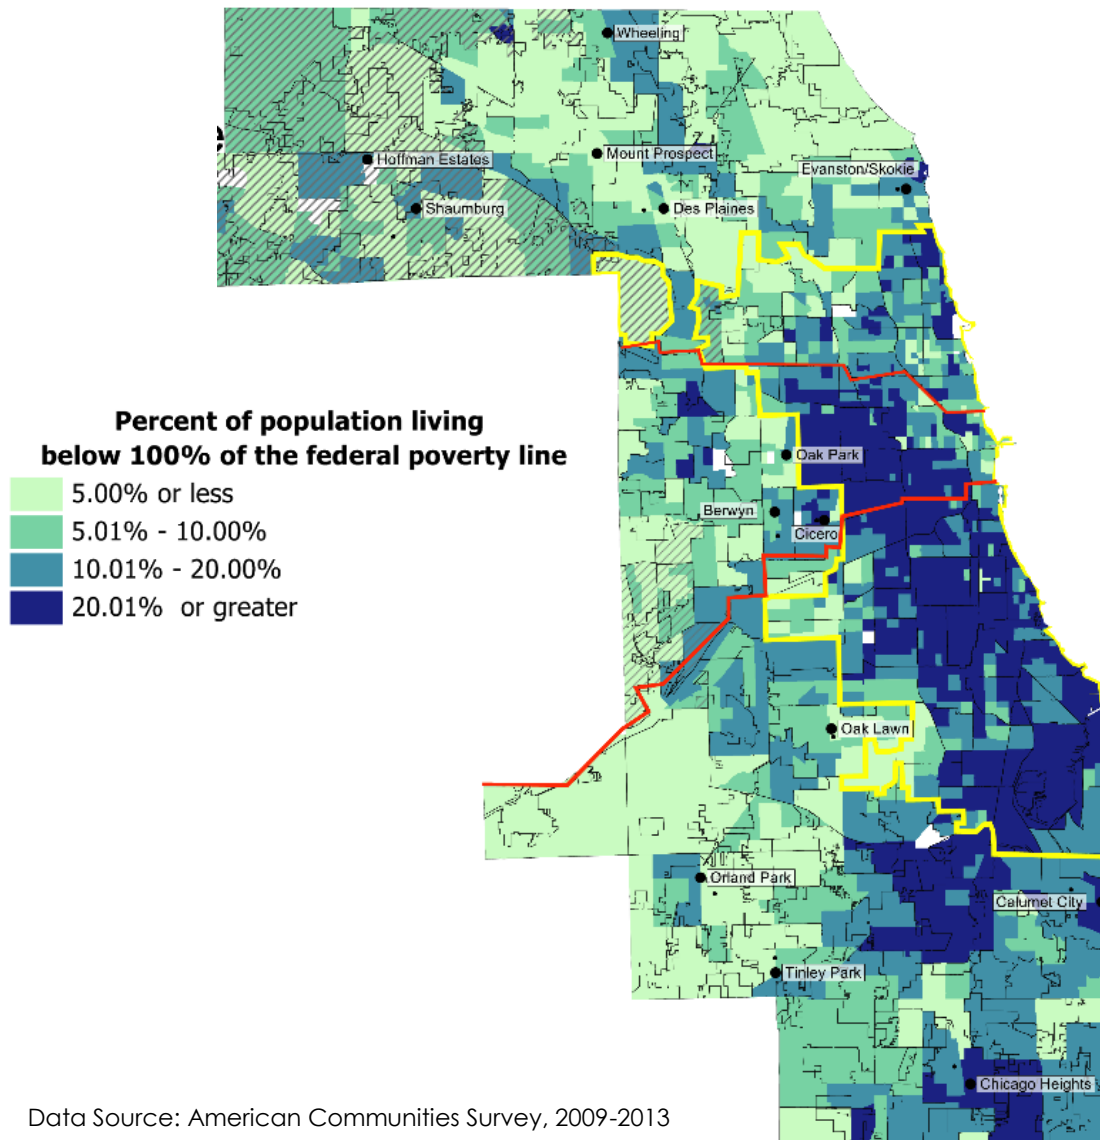 Wheeling
Hoffman Estates
Mount Prospect
Evanston/Skokie
Shaumburg
Des Plaines
Percent of population living
below 100% of the federal poverty line
5.00% or less
5.01% - 10.00%
10.01% - 20.00%
20.01% or greater
Oak Park
Berwyn
Cicero
Oak Lawn
Orland Park
Calumet City
Tinley Park
Chicago Heights
Data Source: American Communities Survey, 2009-2013